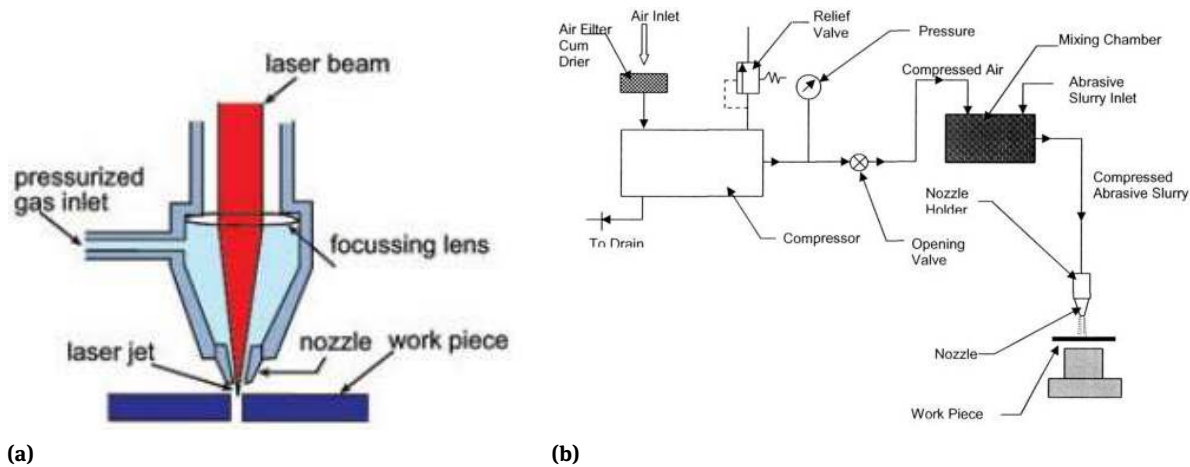 laser beam
pressurized
gas inlet
focussing lens
nozzle
work piece
laser jet
(a)
Air Inlet
Air Filter
Cum
Drier
Relief
Valve
Pressure
Mixing Chamber
Compressed Air
Abrasive
Slurry Inlet
Compressed
Abrasive Slurry
Nozzle
Holder
To Drain
Compressor
Opening
Valve
Nozzle
Work Piece
(b)